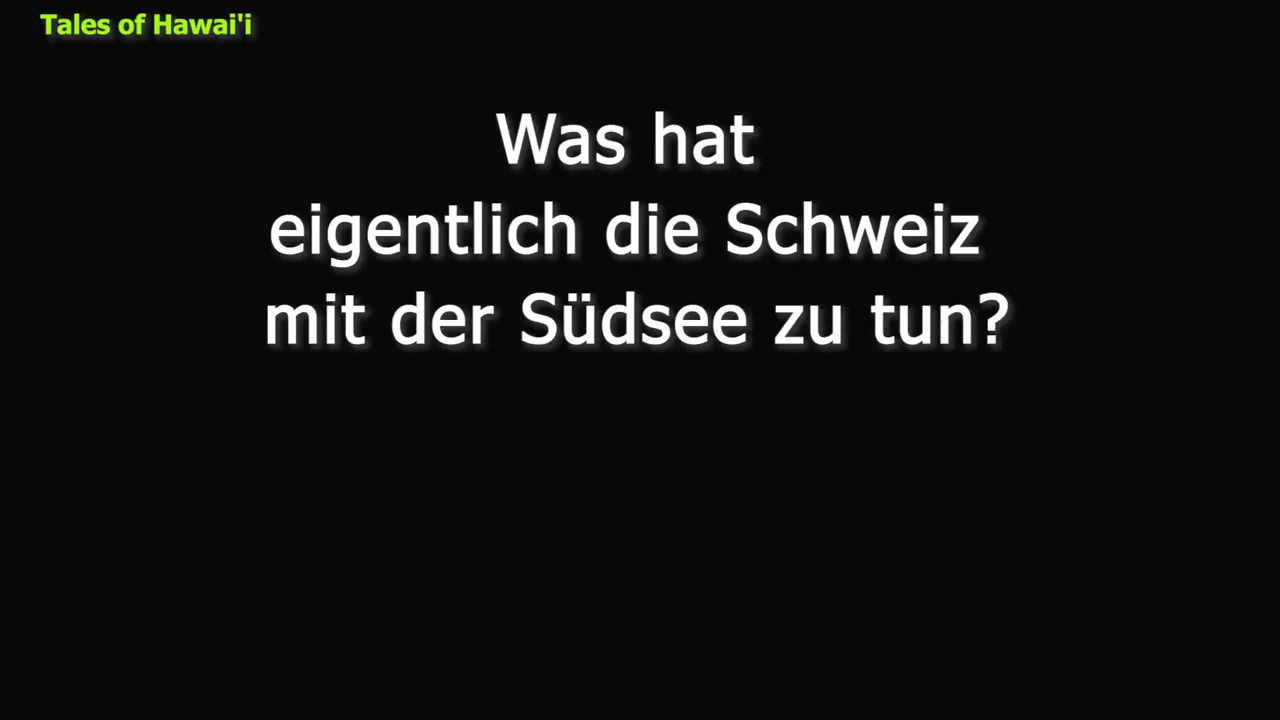 Tales of Hawai'i
Was hat
eigentlich die Schweiz
mit der Südsee zu tun?